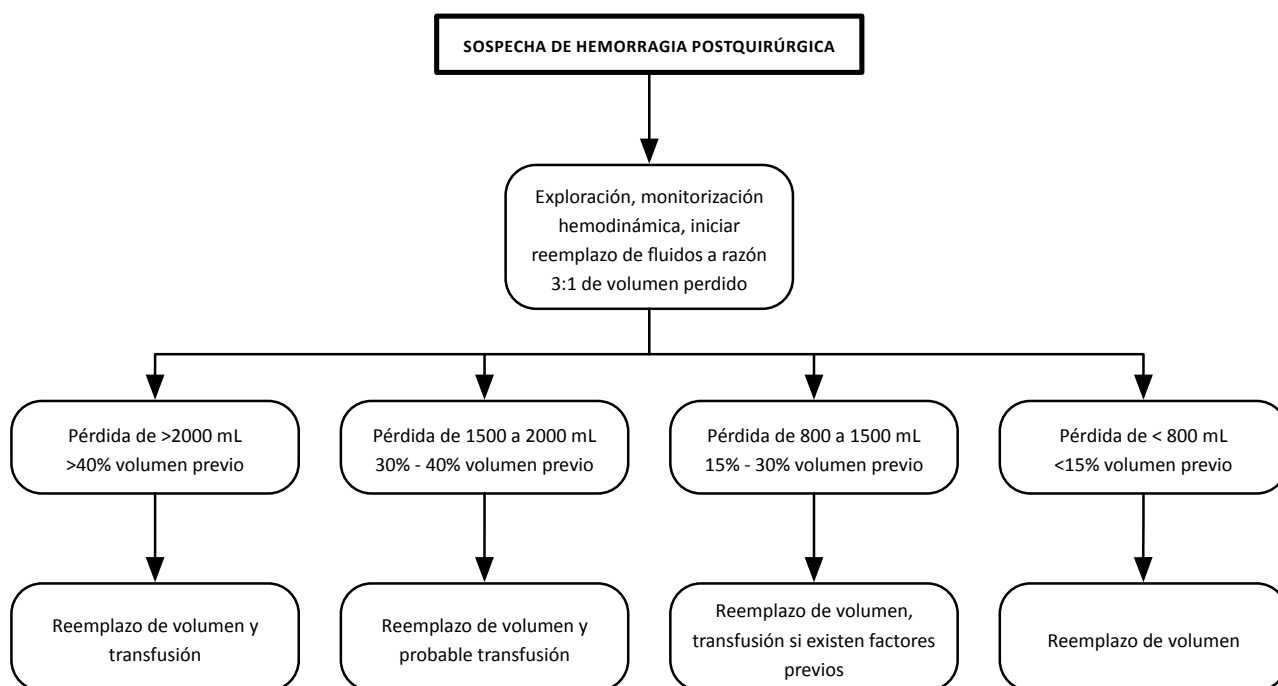 SOSPECHA DE HEMORRAGIA POSTQUIRÚRGICA
Exploración, monitorización
hemodinámica, iniciar
reemplazo de fluidos a razón
3:1 de volumen perdido
Pérdida de >2000 mL
>40% volumen previo
Pérdida de 1500 a 2000 mL
30% - 40% volumen previo
Pérdida de 800 a 1500 mL
15% - 30% volumen previo
Pérdida de < 800 mL
<15% volumen previo
Reemplazo de volumen y
transfusión
Reemplazo de volumen y
probable transfusión
Reemplazo de volumen,
transfusión si existen factores
previos
Reemplazo de volumen